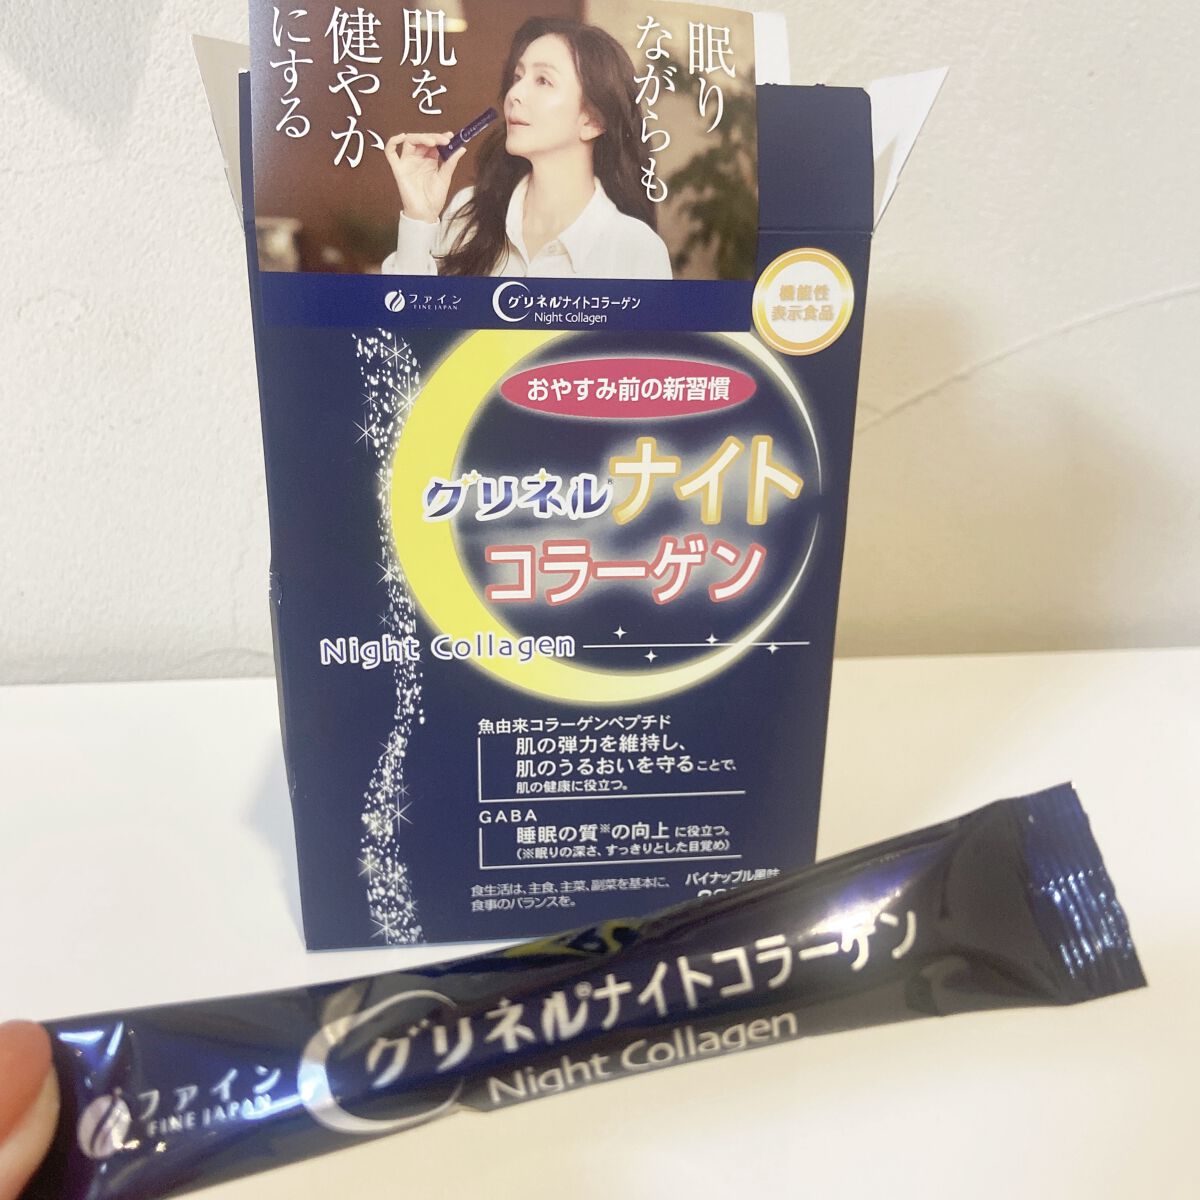 眠り
ながらも
肌を
健やか
にする
ファイン
FINE JAPAN
グリネルナイトコラーゲン
Night Collagen
機能性
表示食品
おやすみ前の新習慣
グリネル®ナイト
コラーゲン
Night Collagen
魚由来コラーゲンペプチド
肌の弾力を維持し、
肌のうるおいを守ることで、
肌の健康に役立つ。
GABA
睡眠の質※の向上に役立つ。
(※眠りの深さ、すっきりとした目覚め)
食生活は、主食、主菜、副菜を基本に、
食事のバランスを。
パイナップル風味
ファイン
FINE JAPAN
グリネル®ナイトコラーゲン
Night Collagen